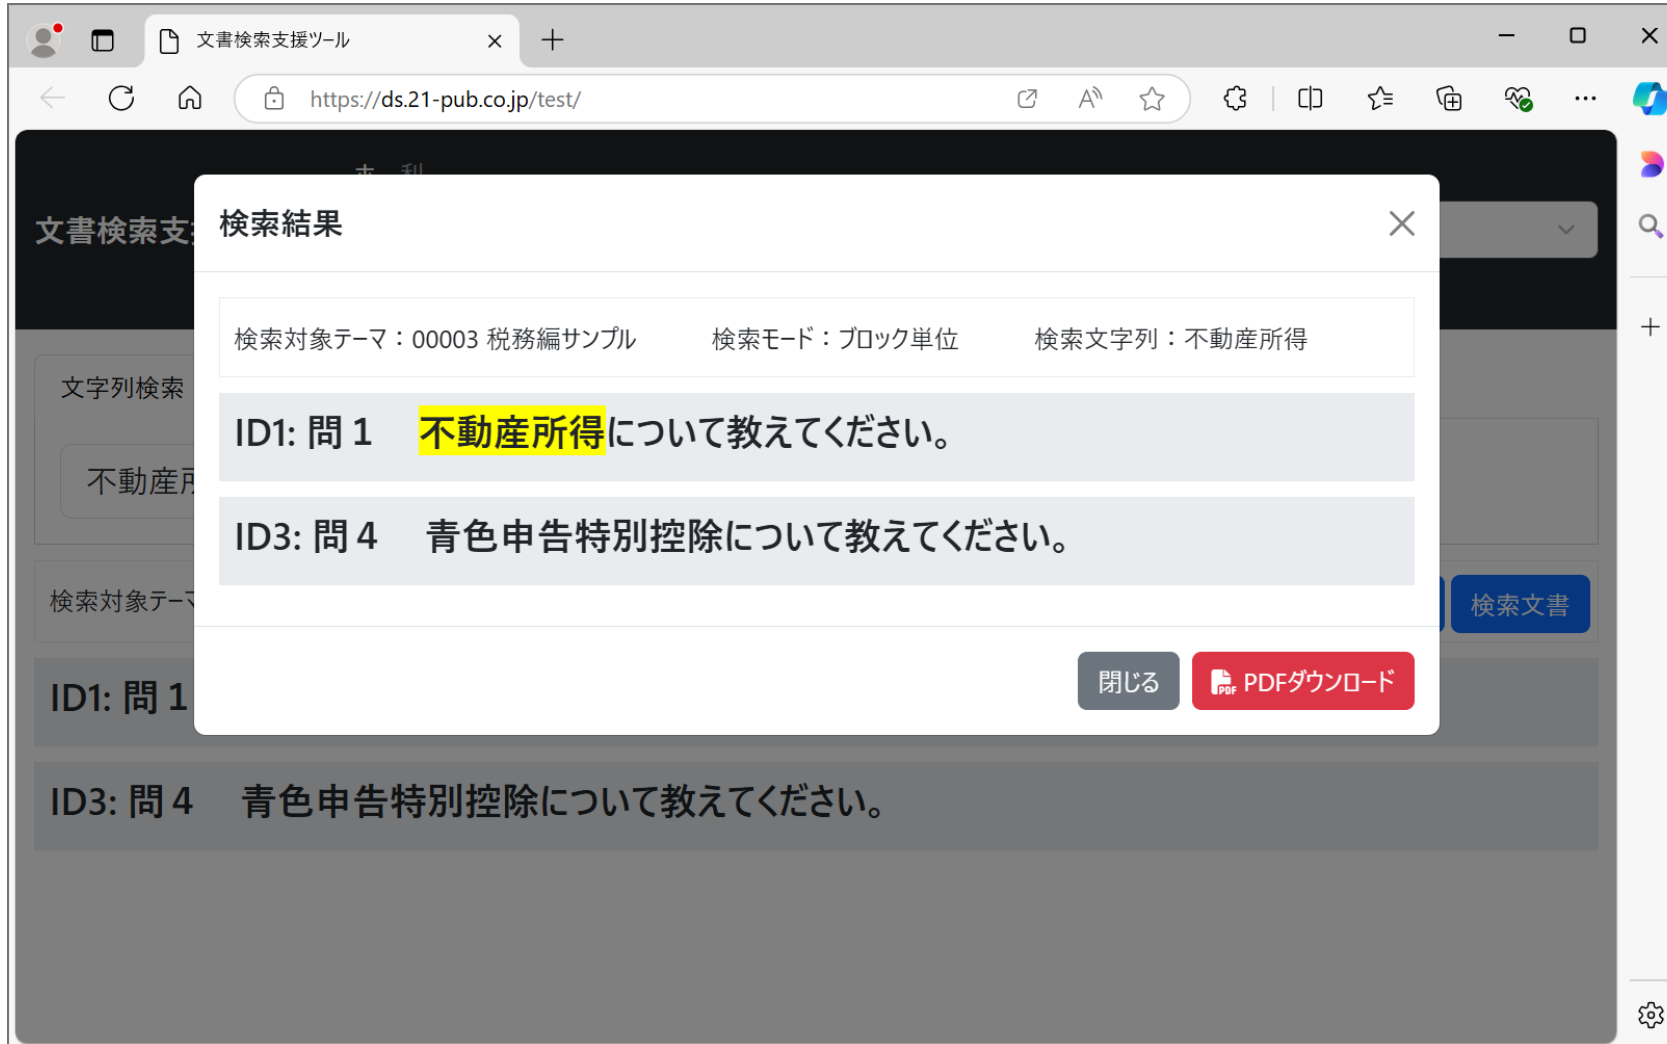 文書検索支援ツール
https://ds.21-pub.co.jp/test/
文書検索支
検索結果
検索対象テーマ：00003 税務編サンプル　検索モード：ブロック単位　検索文字列：不動産所得
文字列検索
ID1: 問１　不動産所得について教えてください。
不動産所
ID3: 問４　青色申告特別控除について教えてください。
検索対象テーマ
検索文書
閉じる
PDF PDFダウンロード
ID1: 問１
ID3: 問４　青色申告特別控除について教えてください。